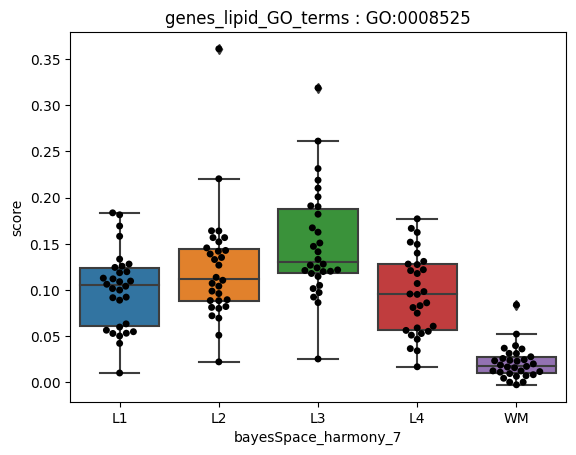 genes_lipid_GO_terms : GO:0008525
score
0.35
0.30
0.25
0.20
0.15
0.10
0.05
0.00
L1 L2 L3 L4 WM
bayesSpace_harmony_7